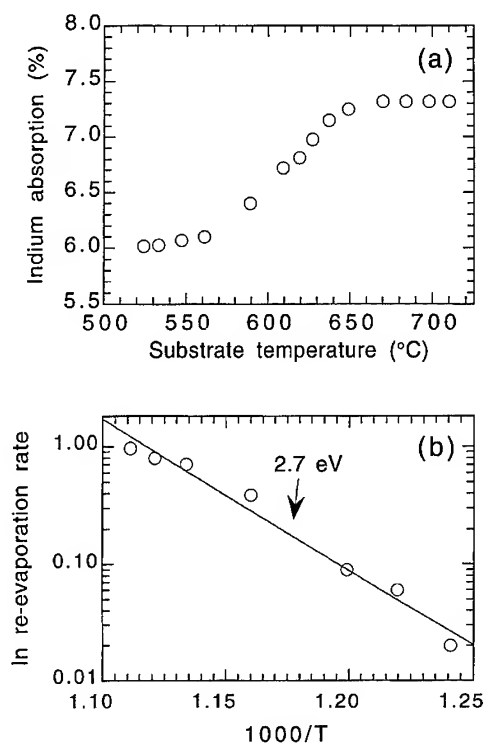 8.0
(a)
7.5
7.0
6.5
6.0
5.5
Indium absorption (%)
500 550 600 650 700
Substrate temperature (°C)
(b)
1.00
2.7 eV
0.10
0.01
In re-evaporation rate
1.10 1.15 1.20 1.25
1000/T